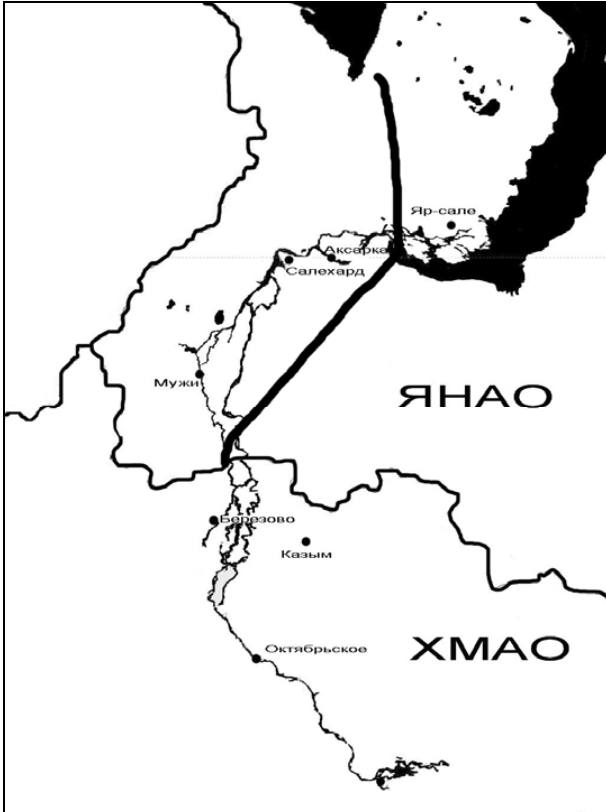 Яр-сале
Аксарка
Салехард
Мужи
ЯНАО
Березово
Казым
Октябрьское
ХМАО